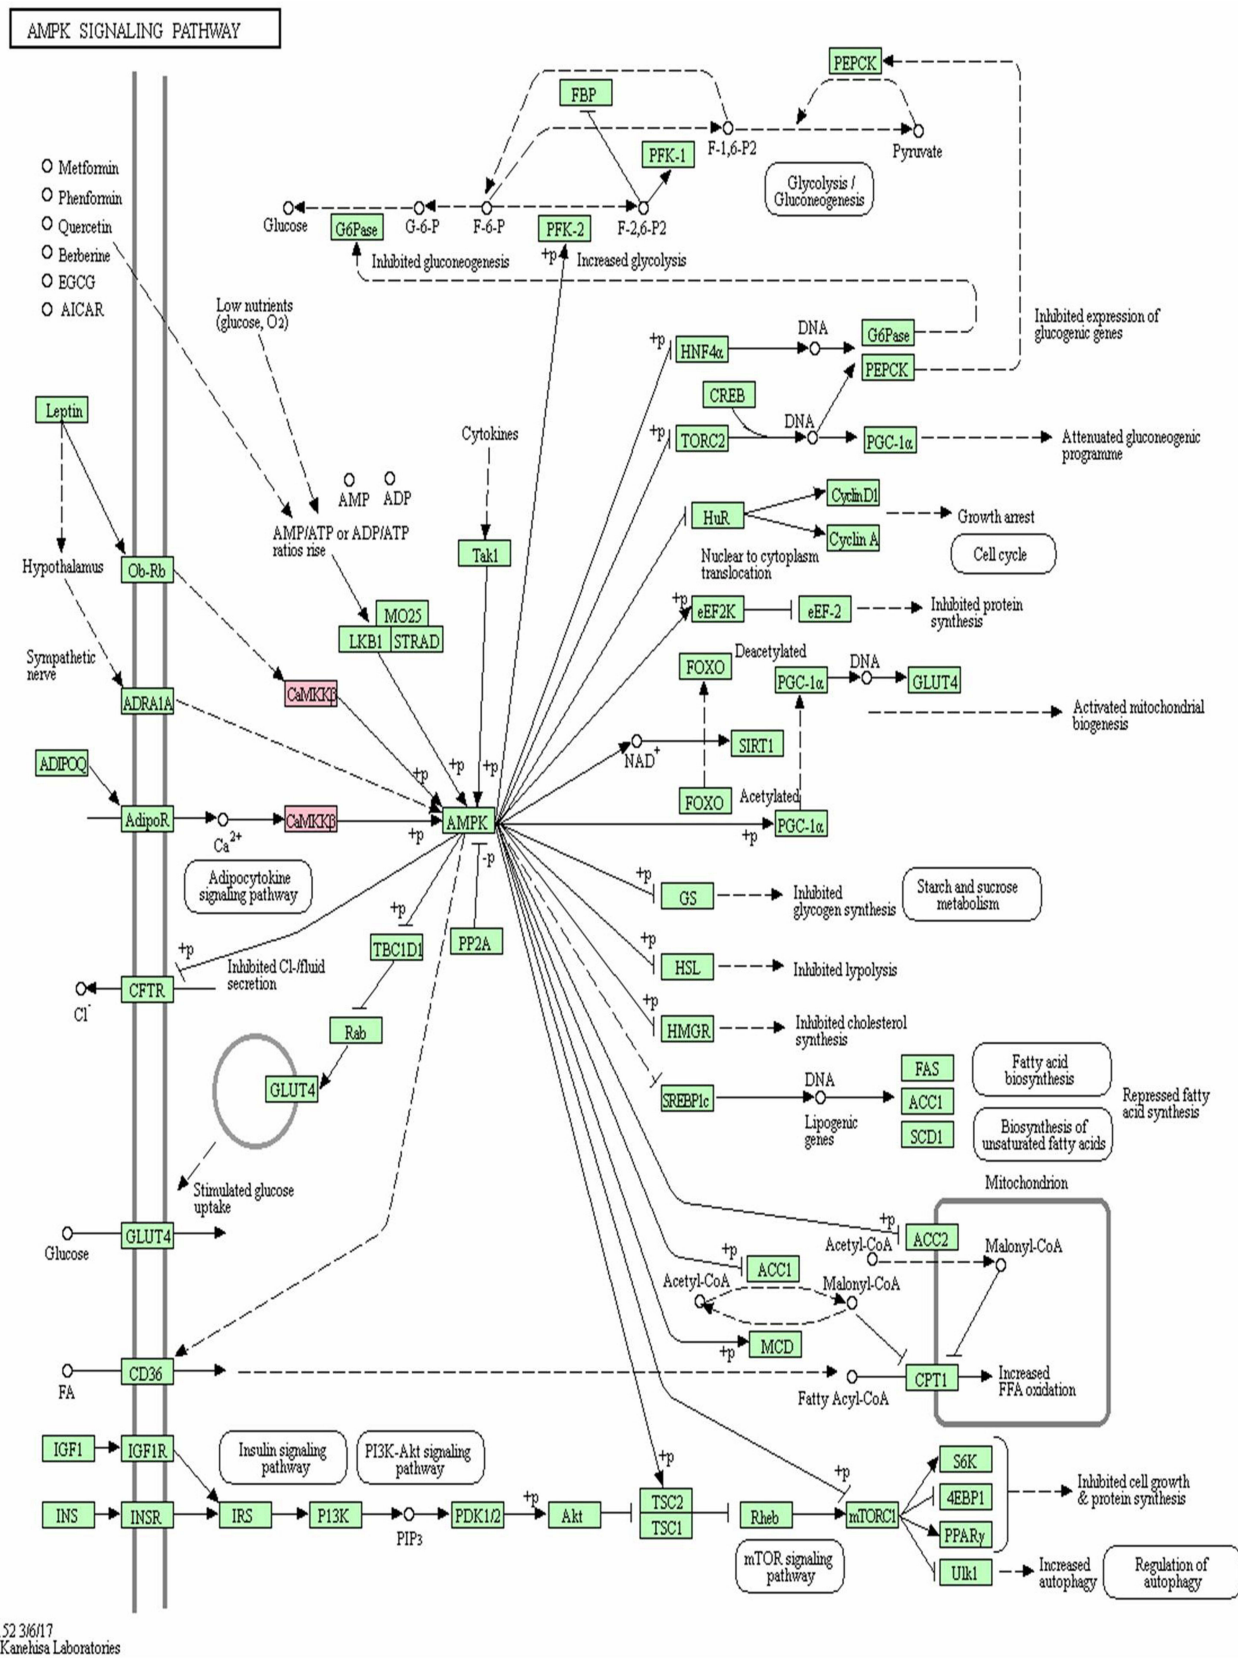 AMPK SIGNALING PATHWAY
PEPCK
FBP
F-1,6-P2
Pyruvate
PFK-1
Metformin
Phenformin
Quercetin
Berberine
EGCG
AICAR
Glycolysis /
Gluconeogenesis
Glucose
G6Pase
G-6-P
F-6-P
PFK-2
F-2,6-P2
+p
Inhibited gluconeogenesis
Increased glycolysis
Low nutrients
(glucose, O2)
Inhibited expression of
glucogenic genes
+p
HNF4α
DNA
G6Pase
PEPCK
CREB
Leptin
+p
TORC2
DNA
PGC-1α
Attenuated gluconeogenic
programme
Cytokines
AMP
ADP
AMP/ATP or ADP/ATP
ratios rise
HuR
CyclinD1
Cyclin A
Growth arrest
Cell cycle
Nuclear to cytoplasm
translocation
Tak1
Hypothalamus
Ob-Rb
MO25
LKB1
STRAD
+p
eEF2K
eEF-2
Inhibited protein
synthesis
Sympathetic
nerve
ADRA1A
CaMKKβ
FOXO
Deacetylated
PGC-1α
DNA
GLUT4
Activated mitochondrial
biogenesis
NAD+
SIRT1
ADIPOQ
+p
+p
+p
FOXO
Acetylated
AdipoR
Ca2+
CaMKKβ
+p
AMPK
+p
PGC-1α
-p
Adipocytokine
signaling pathway
+p
GS
Inhibited
glycogen synthesis
Starch and sucrose
metabolism
+p
TBC1D1
PP2A
+p
HSL
Inhibited lypolysis
+p
CFTR
Cl-
Inhibited Cl-/fluid
secretion
+p
HMGR
Inhibited cholesterol
synthesis
Rab
GLUT4
SREBP1c
DNA
Lipogenic
genes
FAS
ACC1
SCD1
Fatty acid
biosynthesis
Biosynthesis of
unsaturated fatty acids
Repressed fatty
acid synthesis
Stimulated glucose
uptake
Mitochondrion
Glucose
GLUT4
+p
ACC2
Acetyl-CoA
Malonyl-CoA
+p
ACC1
Acetyl-CoA
Malonyl-CoA
+p
MCD
FA
CD36
Fatty Acyl-CoA
CPT1
Increased
FFA oxidation
IGF1
IGF1R
Insulin signaling
pathway
PI3K-Akt signaling
pathway
+p
+p
S6K
4EBP1
PPARγ
Ulk1
Inhibited cell growth
& protein synthesis
INS
INSR
IRS
P13K
PIP3
PDK1/2
+p
Akt
TSC2
TSC1
Rheb
mTORC1
mTOR signaling
pathway
Increased
autophagy
Regulation of
autophagy
52 3/6/17
Kanehisa Laboratories